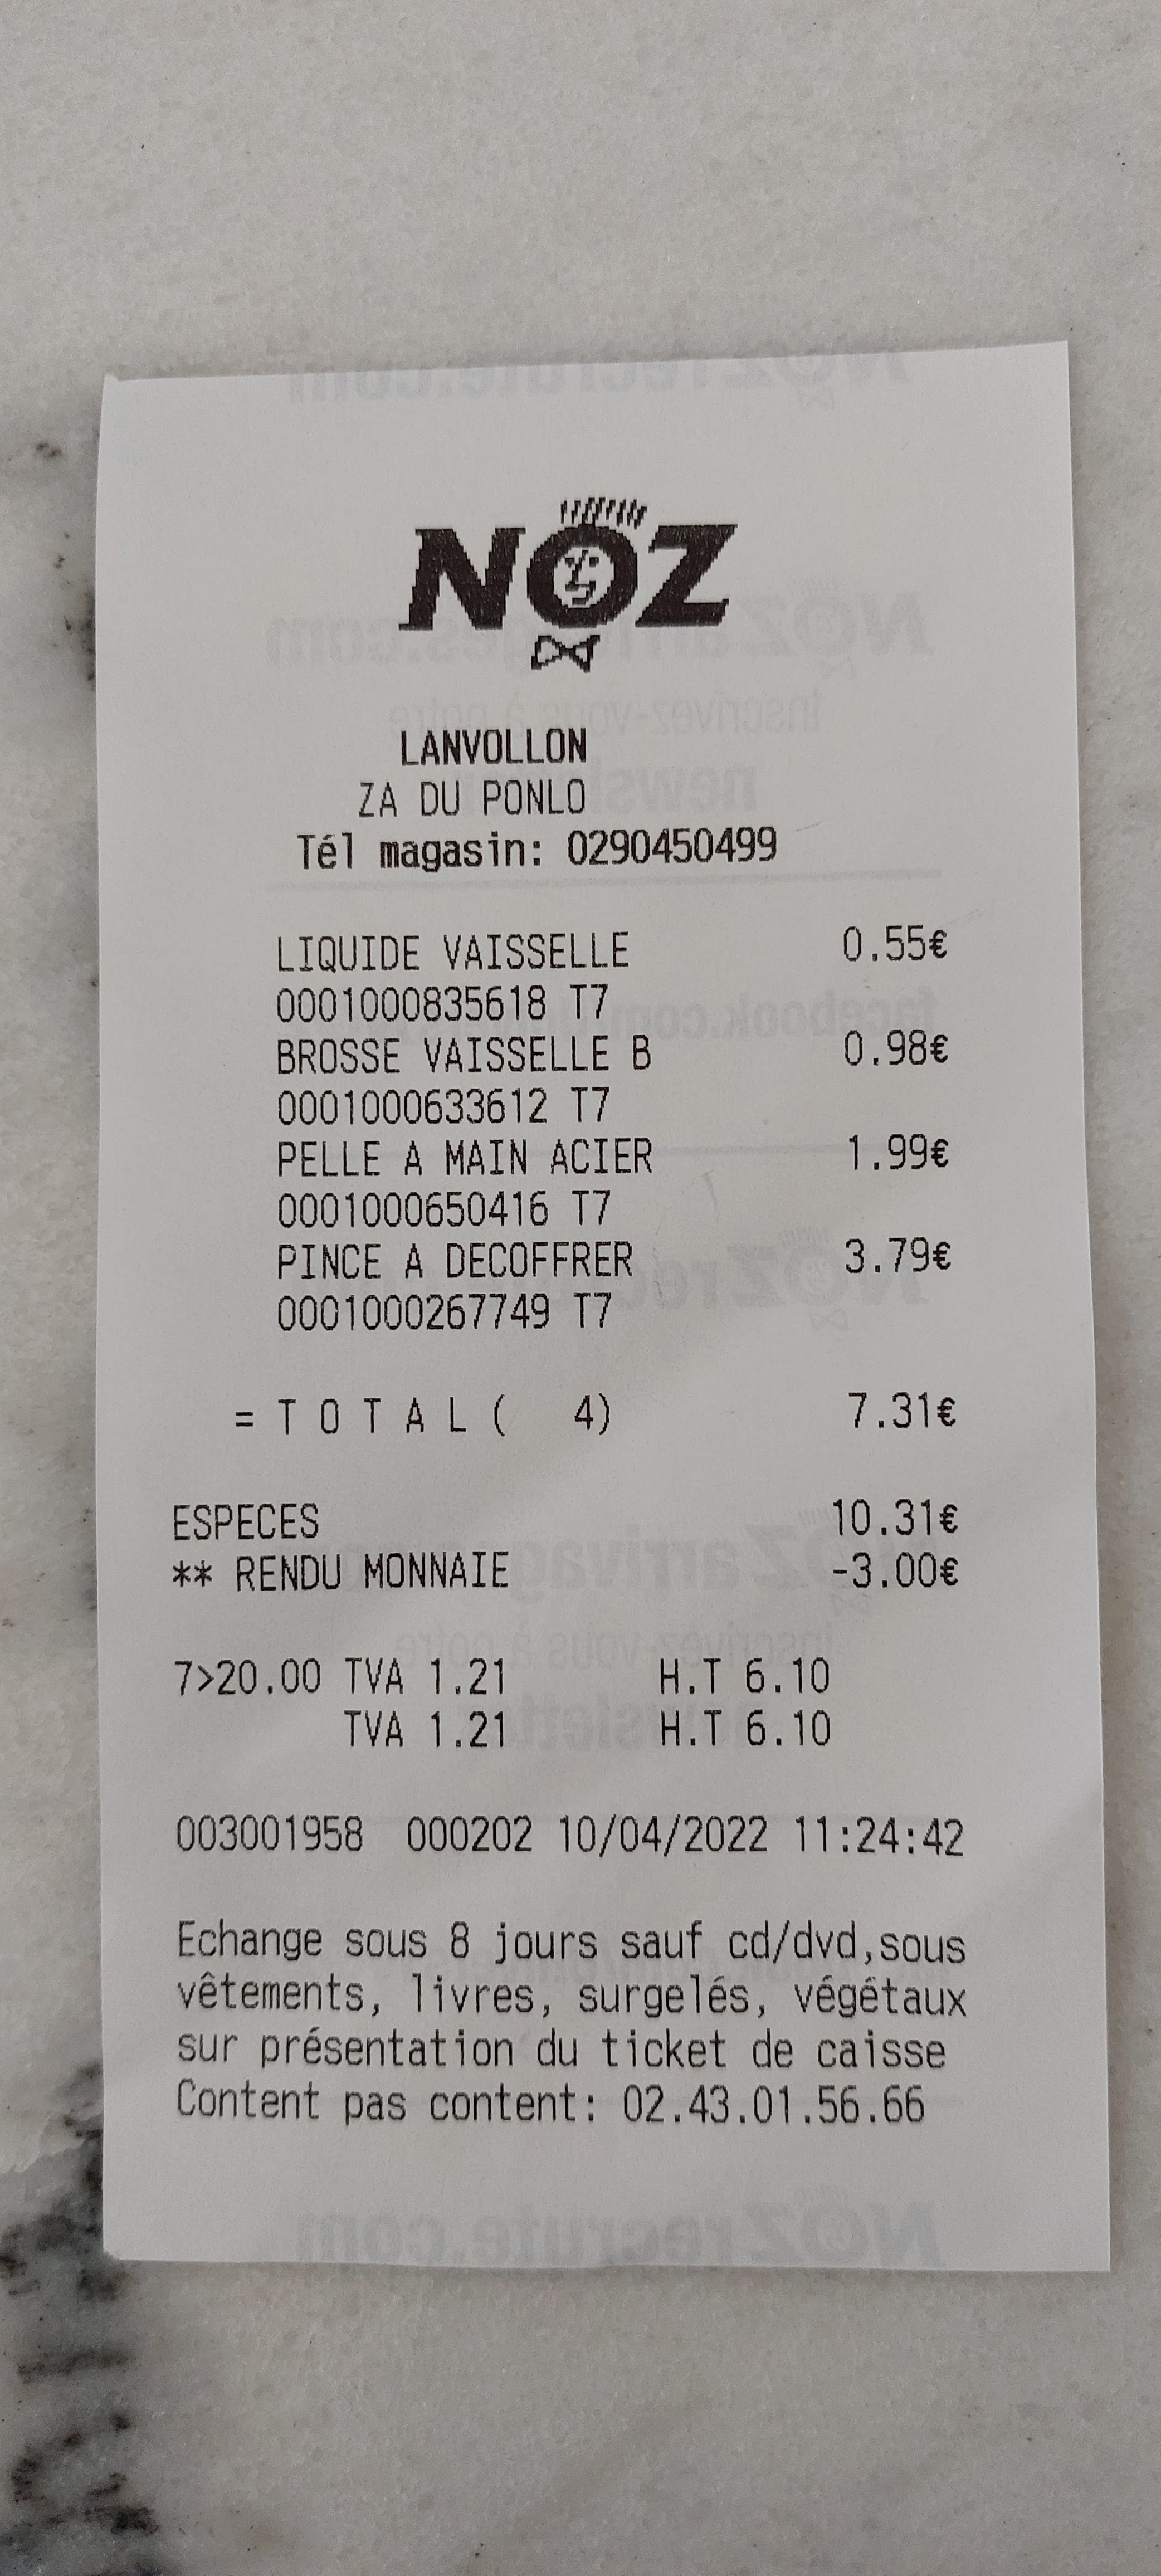 NOZ
LANVOLLON
ZA DU PONLO
Tél magasin: 0290450499
LIQUIDE VAISSELLE 0.55€
0001000835618 T7
BROSSE VAISSELLE B 0.98€
0001000633612 T7
PELLE A MAIN ACIER 1.99€
0001000650416 T7
PINCE A DECOFFRER 3.79€
0001000267749 T7
= T O T A L ( 4) 7.31€
ESPECES 10.31€
** RENDU MONNAIE -3.00€
7>20.00 TVA 1.21 H.T 6.10
TVA 1.21 H.T 6.10
003001958 000202 10/04/2022 11:24:42
Echange sous 8 jours sauf cd/dvd,sous
vêtements, livres, surgelés, végétaux
sur présentation du ticket de caisse
Content pas content: 02.43.01.56.66